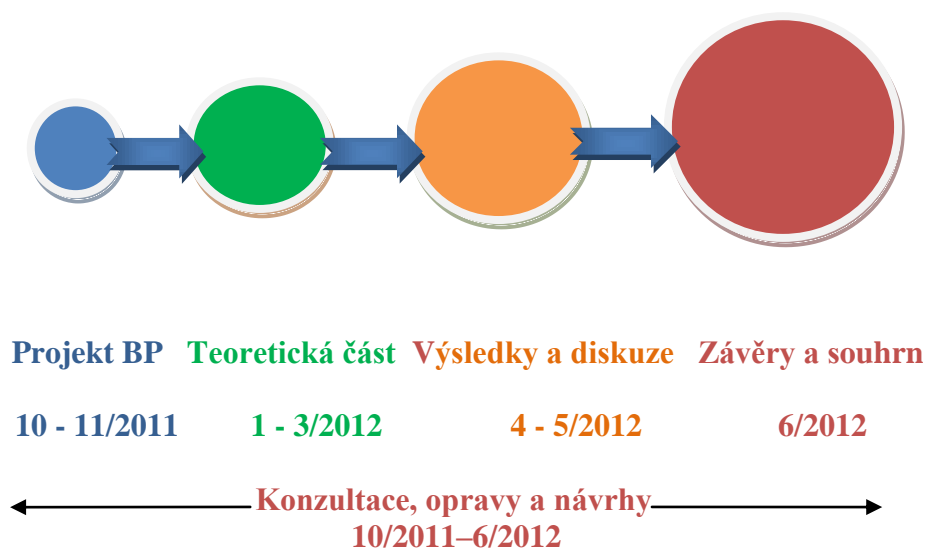 Projekt BP Teoretická část Výsledky a diskuze Závěry a souhrn
10 - 11/2011 1 - 3/2012 4 - 5/2012 6/2012
Konzultace, opravy a návrhy
10/2011–6/2012